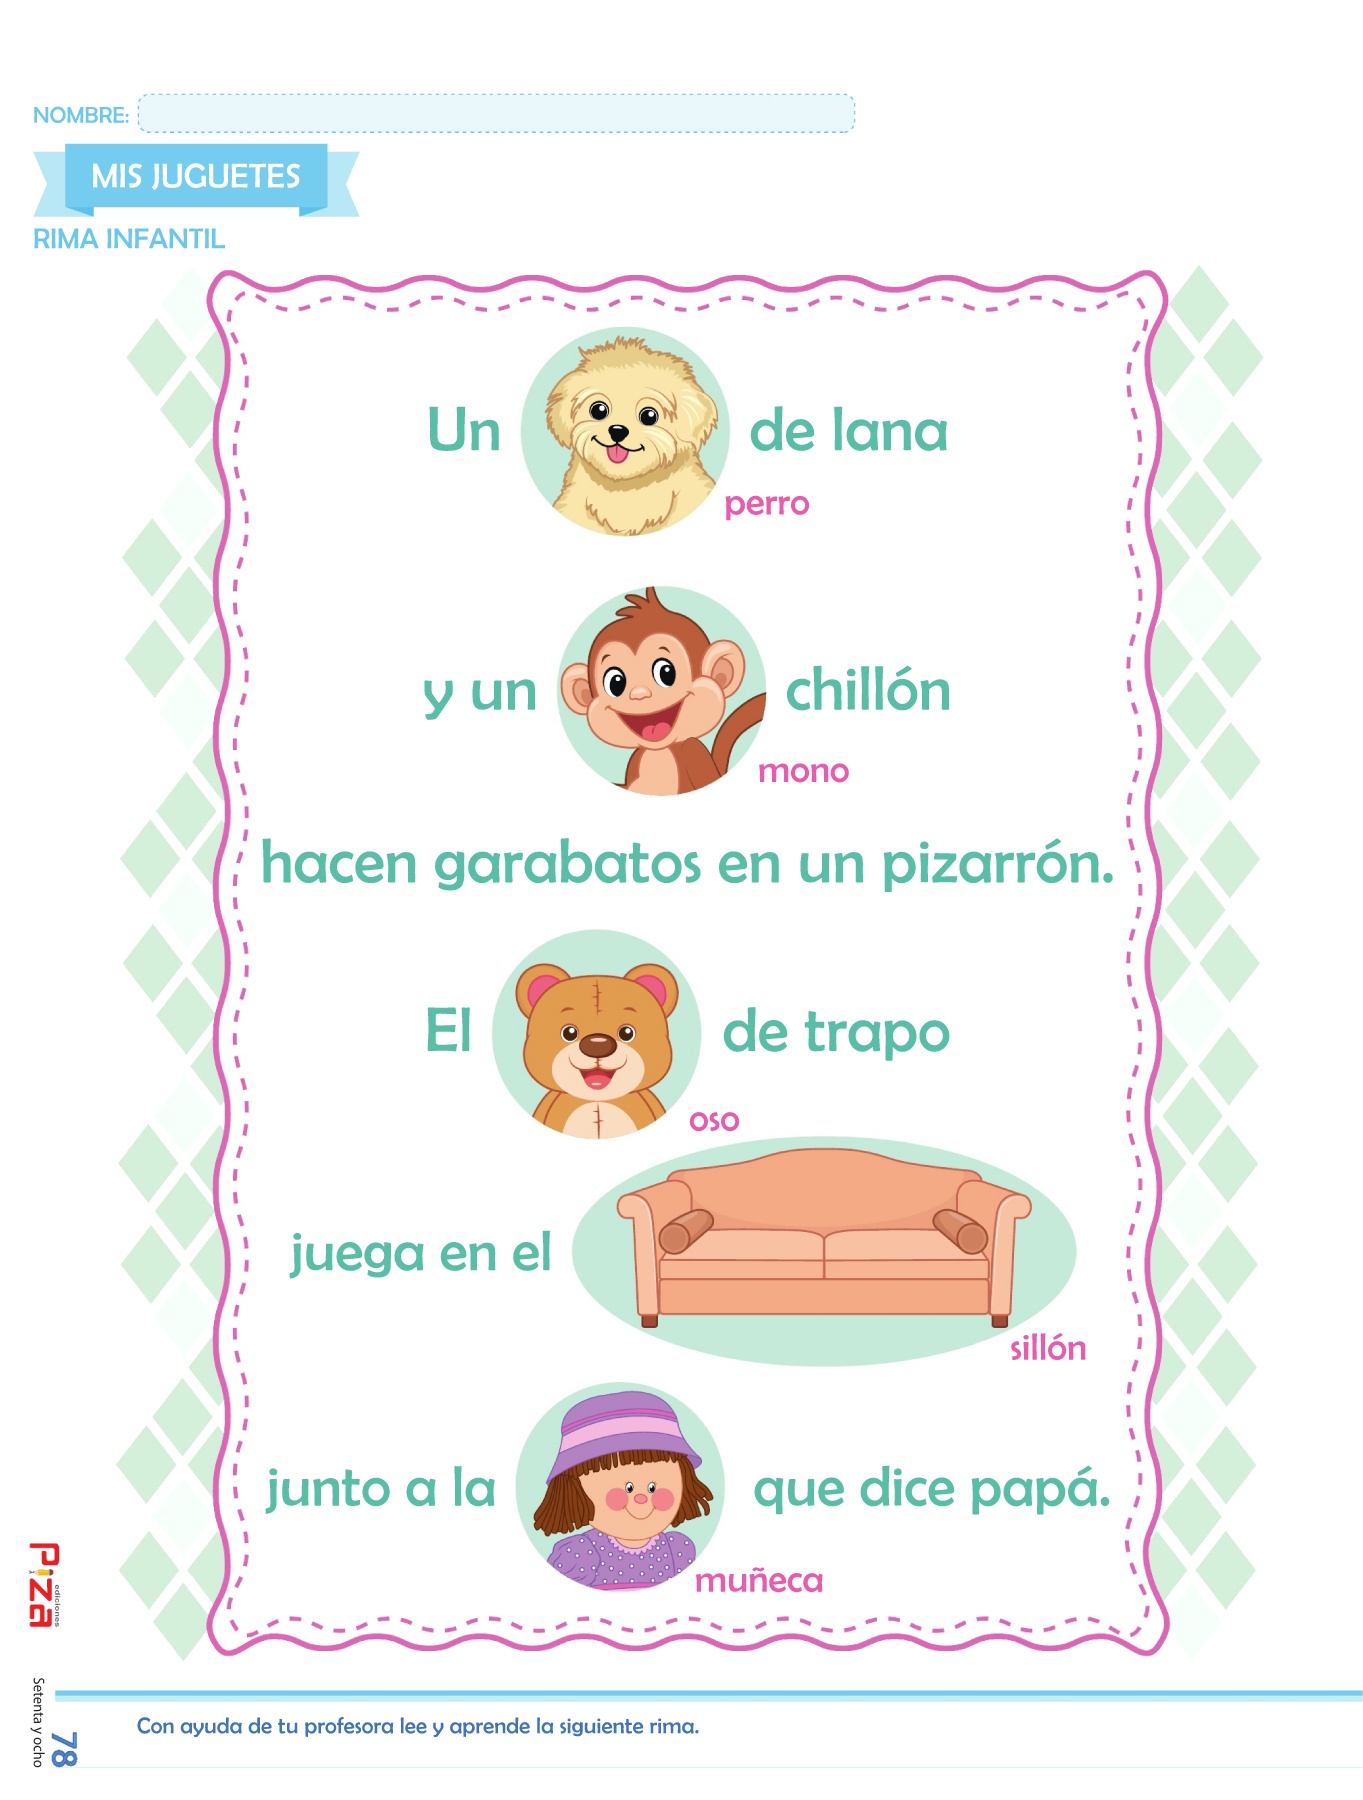 NOMBRE:
MIS JUGUETES
RIMA INFANTIL
Un de lana
perro
y un chillón
mono
hacen garabatos en un pizarrón.
El de trapo
oso
juega en el
sillón
junto a la que dice papá.
muñeca
Piza
ediciones
Setenta y ocho
78
Con ayuda de tu profesora lee y aprende la siguiente rima.